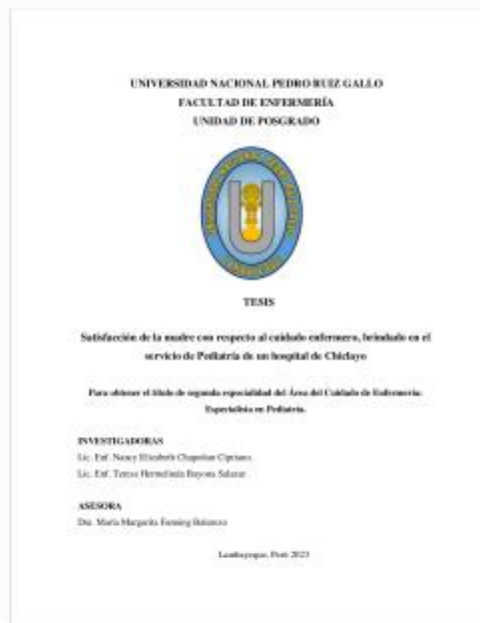 UNIVERSIDAD NACIONAL PEDRO RUIZ GALLO
FACULTAD DE ENFERMERÍA
UNIDAD DE POSGRADO
TESIS
Satisfacción de la madre con respecto al cuidado enfermero, brindado en el
servicio de Pediatría de un hospital de Chiclayo
Para obtener el título de segunda especialidad del Área del Cuidado de Enfermería:
Especialista en Pediatría.
INVESTIGADORAS
Lic. Enf. Nancy Elizabeth Chapoñan Cipriano.
Lic. Enf. Teresa Hermelinda Bayona Salazar.
ASESORA
Dra. María Margarita Fanning
Lambayeque, Perú 2023